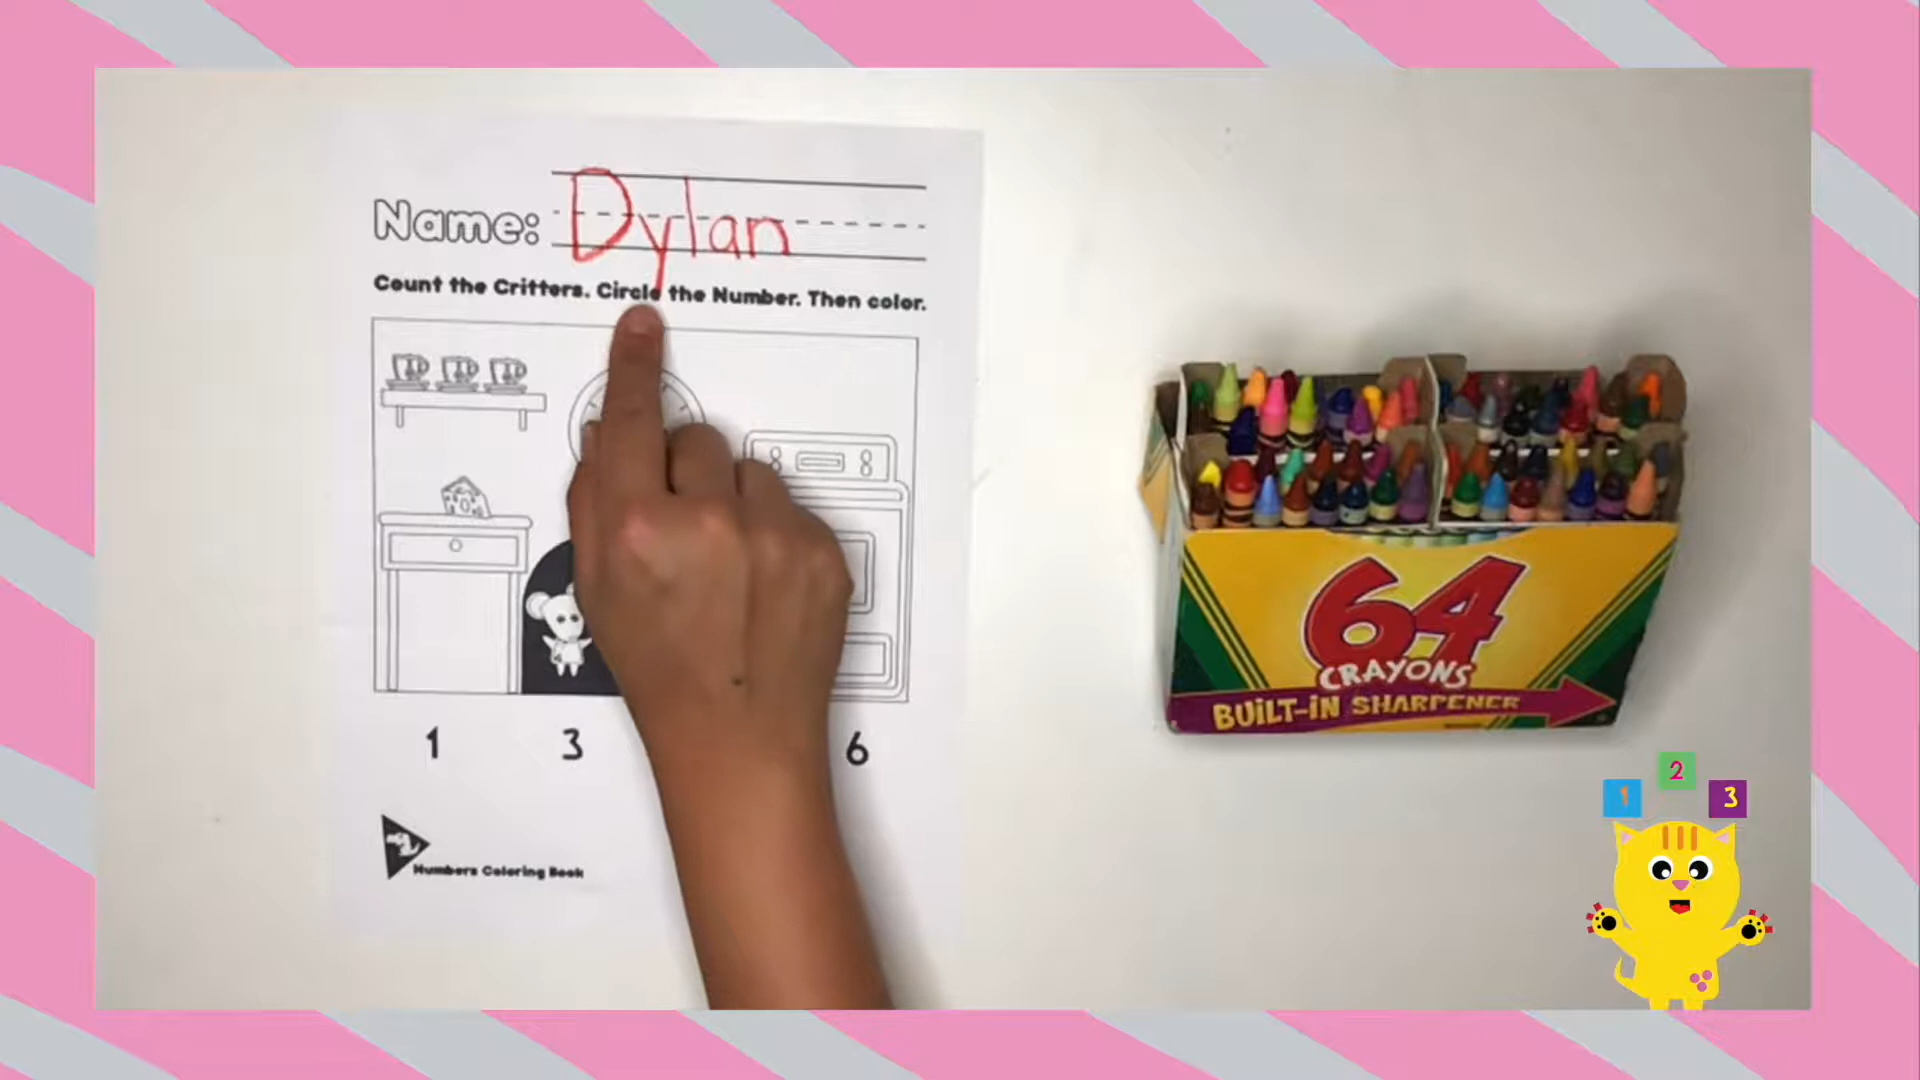 Name: Dylan
Count the Critters. Circle the Number. Then color.
1 3 6
Numbers Coloring Book
64
CRAYONS
BUILT-IN SHARPENER
1 2 3